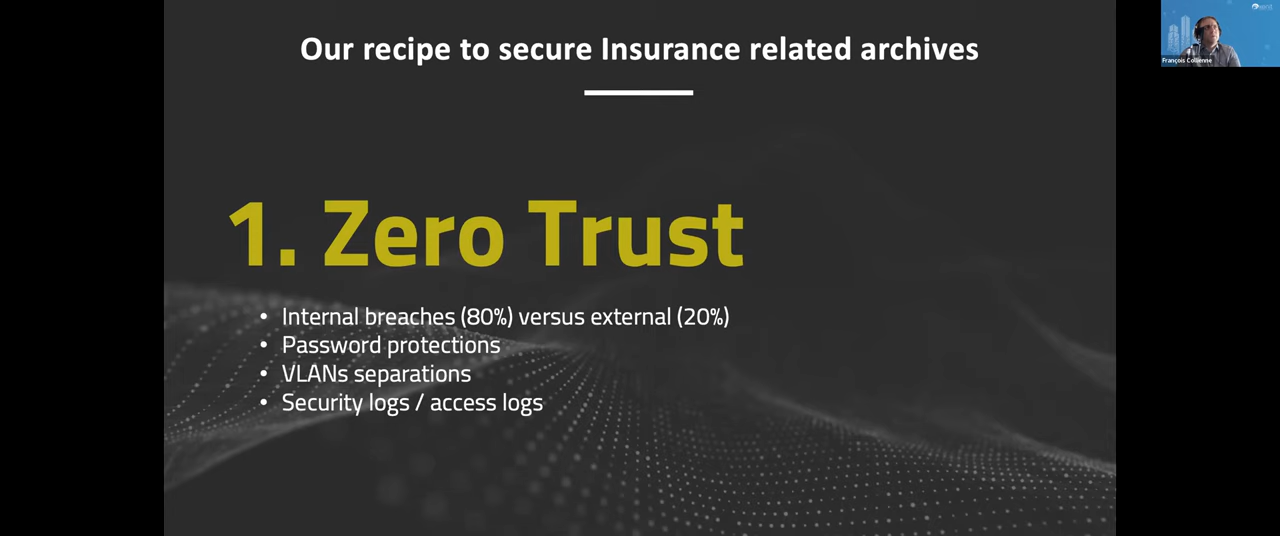 Our recipe to secure Insurance related archives
1. Zero Trust
• Internal breaches (80%) versus external (20%)
• Password protections
• VLANs separations
• Security logs / access logs
François Collienne